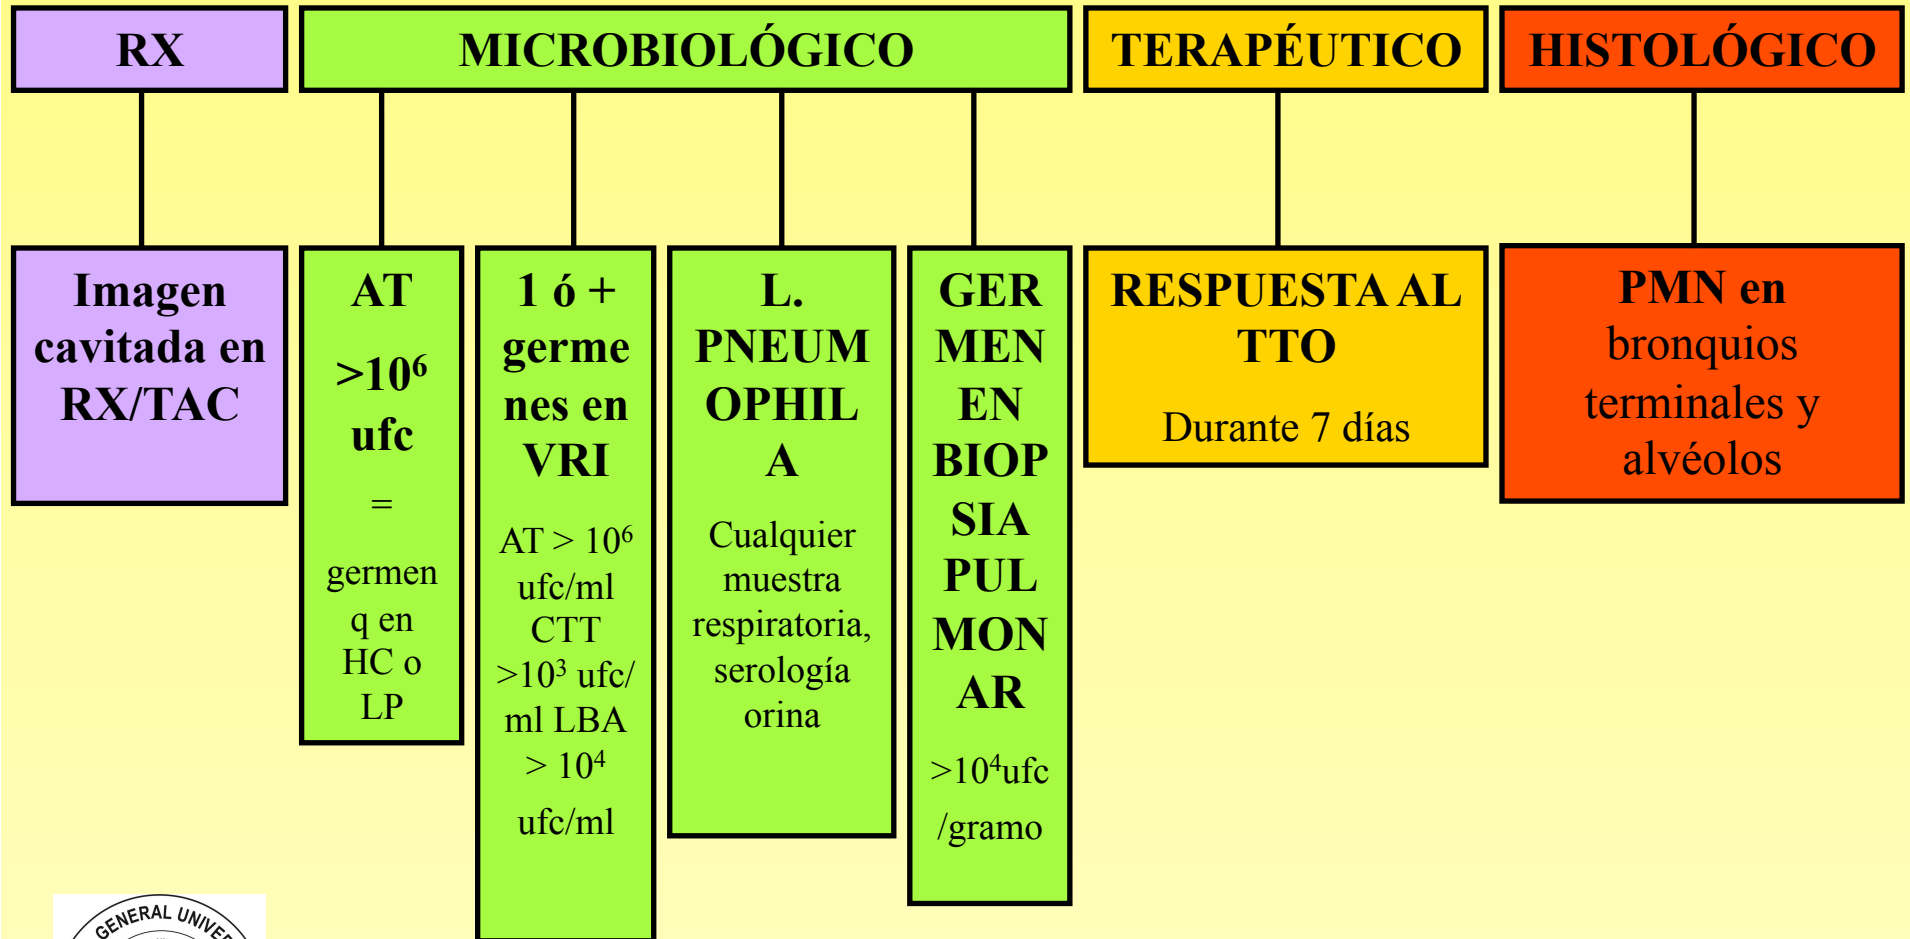 RX
MICROBIOLÓGICO
TERAPÉUTICO
HISTOLÓGICO
Imagen
cavitada en
RX/TAC
AT
>10⁶
ufc
=
germen
q en
HC o
LP
1 ó +
germe
nes en
VRI
AT > 10⁶
ufc/ml
CTT
>10³ ufc/
ml LBA
> 10⁴
ufc/ml
L.
PNEUM
OPHIL
A
Cualquier
muestra
respiratoria,
serología
orina
GER
MEN
EN
BIOP
SIA
PUL
MON
AR
>10⁴ufc
/gramo
RESPUESTA AL
TTO
Durante 7 días
PMN en
bronquios
terminales y
alvéolos
GENERAL